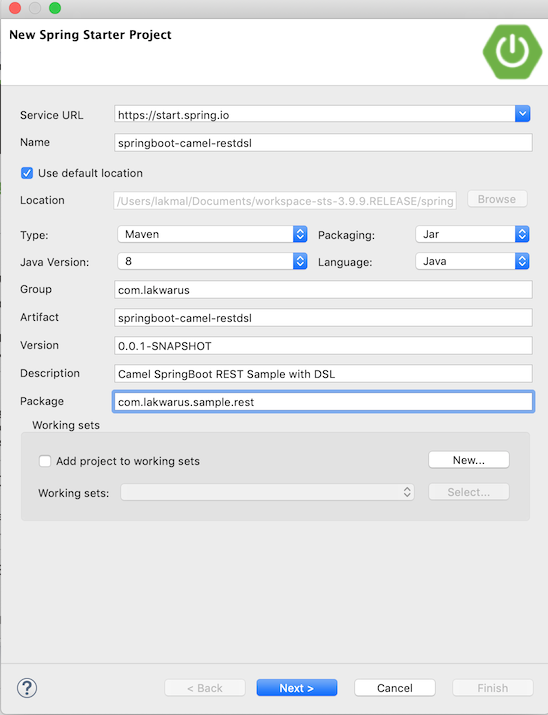 New Spring Starter Project
Service URL https://start.spring.io
Name springboot-camel-restdsl
Use default location
Location /Users/lakmal/Documents/workspace-sts-3.9.9.RELEASE/spring Browse
Type: Maven Packaging: Jar
Java Version: 8 Language: Java
Group com.lakwarus
Artifact springboot-camel-restdsl
Version 0.0.1-SNAPSHOT
Description Camel SpringBoot REST Sample with DSL
Package com.lakwarus.sample.rest
Working sets
Add project to working sets New...
Working sets: Select...
? < Back Next > Cancel Finish